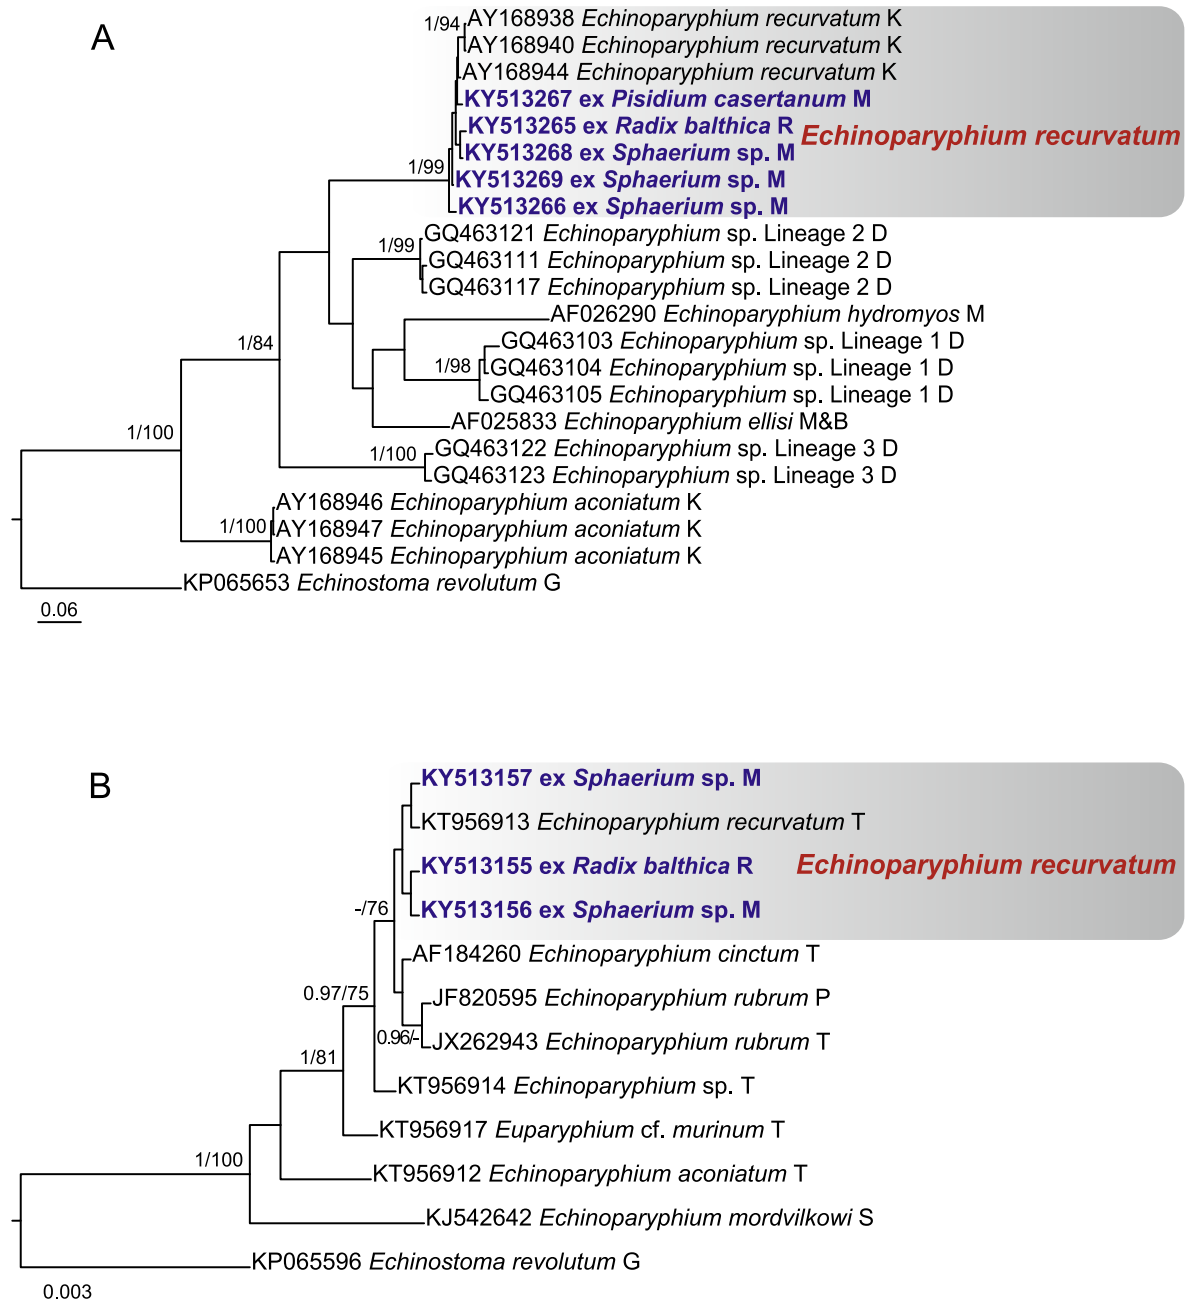 A
1/94
AY168938 Echinoparyphium recurvatum K
AY168940 Echinoparyphium recurvatum K
AY168944 Echinoparyphium recurvatum K
KY513267 ex Pisidium casertanum M
KY513265 ex Radix balthica R
Echinoparyphium recurvatum
KY513268 ex Sphaerium sp. M
1/99
KY513269 ex Sphaerium sp. M
KY513266 ex Sphaerium sp. M
GQ463121 Echinoparyphium sp. Lineage 2 D
1/99
GQ463111 Echinoparyphium sp. Lineage 2 D
GQ463117 Echinoparyphium sp. Lineage 2 D
AF026290 Echinoparyphium hydromyos M
GQ463103 Echinoparyphium sp. Lineage 1 D
1/84
1/98
GQ463104 Echinoparyphium sp. Lineage 1 D
GQ463105 Echinoparyphium sp. Lineage 1 D
AF025833 Echinoparyphium ellisi M&B
1/100
GQ463122 Echinoparyphium sp. Lineage 3 D
1/100
GQ463123 Echinoparyphium sp. Lineage 3 D
AY168946 Echinoparyphium aconiatum K
1/100
AY168947 Echinoparyphium aconiatum K
AY168945 Echinoparyphium aconiatum K
KP065653 Echinostoma revolutum G
0.06
B
KY513157 ex Sphaerium sp. M
KT956913 Echinoparyphium recurvatum T
KY513155 ex Radix balthica R
Echinoparyphium recurvatum
KY513156 ex Sphaerium sp. M
-/76
AF184260 Echinoparyphium cinctum T
0.97/75
JF820595 Echinoparyphium rubrum P
0.96/-
JX262943 Echinoparyphium rubrum T
1/81
KT956914 Echinoparyphium sp. T
KT956917 Euparyphium cf. murinum T
1/100
KT956912 Echinoparyphium aconiatum T
KJ542642 Echinoparyphium mordvilkowi S
KP065596 Echinostoma revolutum G
0.003